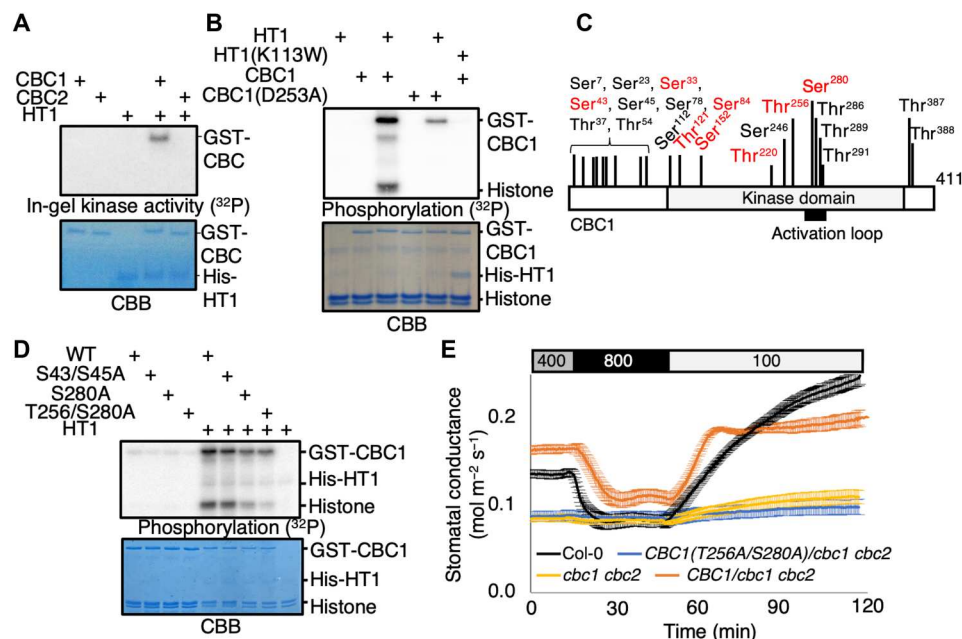 A
CBC1 +         +
CBC2    +         +
HT1       +  +  +
GST-
CBC
In-gel kinase activity (³²P)
GST-
CBC
His-
HT1
CBB
B
HT1 +   +   +
HT1(K113W)           +
CBC1   + +       +
CBC1(D253A)       + +
GST-
CBC1
Histone
Phosphorylation (³²P)
GST-
CBC1
His-HT1
Histone
CBB
C
Ser⁷, Ser²³, Ser³³,
Ser⁴³, Ser⁴⁵, Ser⁷⁸, Ser⁸⁴
Thr³⁷, Thr⁵⁴
Ser¹¹²
Thr¹²¹
Ser¹⁵²
Thr²²⁰
Ser²⁴⁶
Thr²⁵⁶
Ser²⁸⁰
Thr²⁸⁶
Thr²⁸⁹
Thr²⁹¹
Thr³⁸⁷
Thr³⁸⁸
411
Kinase domain
CBC1
Activation loop
D
WT +         +
S43/S45A   +         +
S280A     +         +
T256/S280A       +         +
HT1         + + + + +
GST-CBC1
His-HT1
Histone
Phosphorylation (³²P)
GST-CBC1
His-HT1
Histone
CBB
E
400 800 100
Stomatal conductance
(mol m⁻² s⁻¹)
0.2
0.1
0.0
Col-0 CBC1(T256A/S280A)/cbc1 cbc2
cbc1 cbc2 CBC1/cbc1 cbc2
0 30 60 90 120
Time (min)